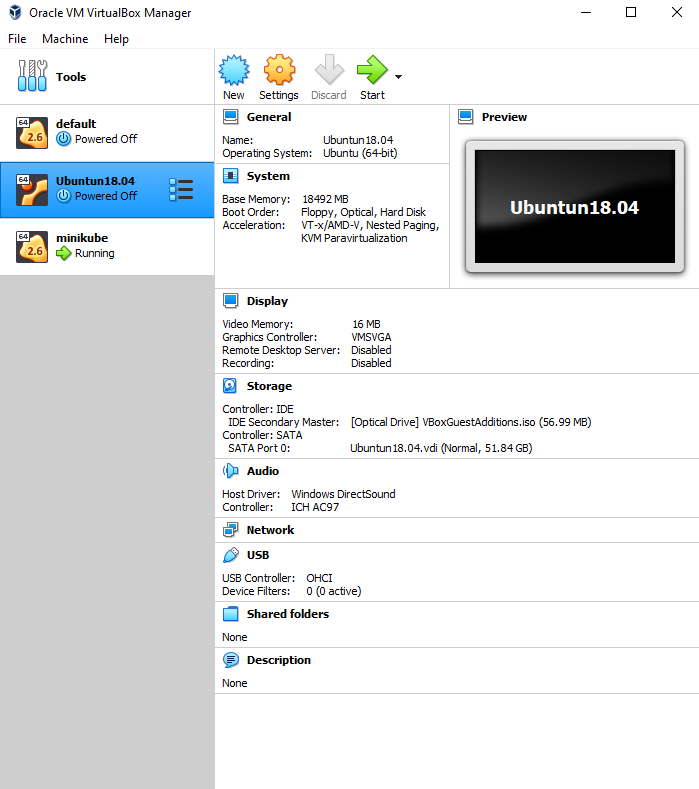 Oracle VM VirtualBox Manager
File Machine Help
Tools
New Settings Discard Start
64
2.6
default
Powered Off
64
Ubuntun18.04
Powered Off
64
2.6
minikube
Running
General
Name: Ubuntun18.04
Operating System: Ubuntu (64-bit)
Preview
Ubuntun18.04
System
Base Memory: 18492 MB
Boot Order: Floppy, Optical, Hard Disk
Acceleration: VT-x/AMD-V, Nested Paging,
KVM Paravirtualization
Display
Video Memory: 16 MB
Graphics Controller: VMSVGA
Remote Desktop Server: Disabled
Recording: Disabled
Storage
Controller: IDE
IDE Secondary Master: [Optical Drive] VBoxGuestAdditions.iso (56.99 MB)
Controller: SATA
SATA Port 0: Ubuntun18.04.vdi (Normal, 51.84 GB)
Audio
Host Driver: Windows DirectSound
Controller: ICH AC97
Network
USB
USB Controller: OHCI
Device Filters: 0 (0 active)
Shared folders
None
Description
None